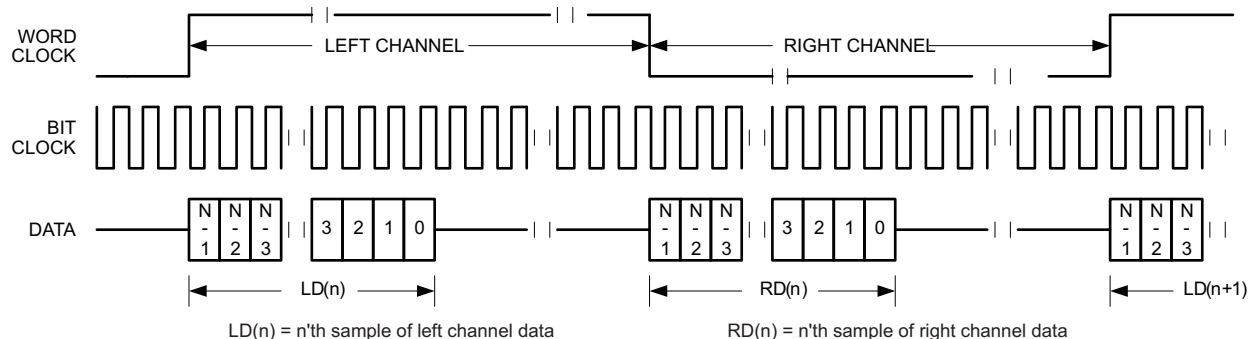 WORD
CLOCK
LEFT CHANNEL
RIGHT CHANNEL
BIT
CLOCK
DATA
N-1 N-2 N-3 3 2 1 0 N-1 N-2 N-3 3 2 1 0 N-1 N-2 N-3
LD(n) RD(n) LD(n+1)
LD(n) = n'th sample of left channel data
RD(n) = n'th sample of right channel data